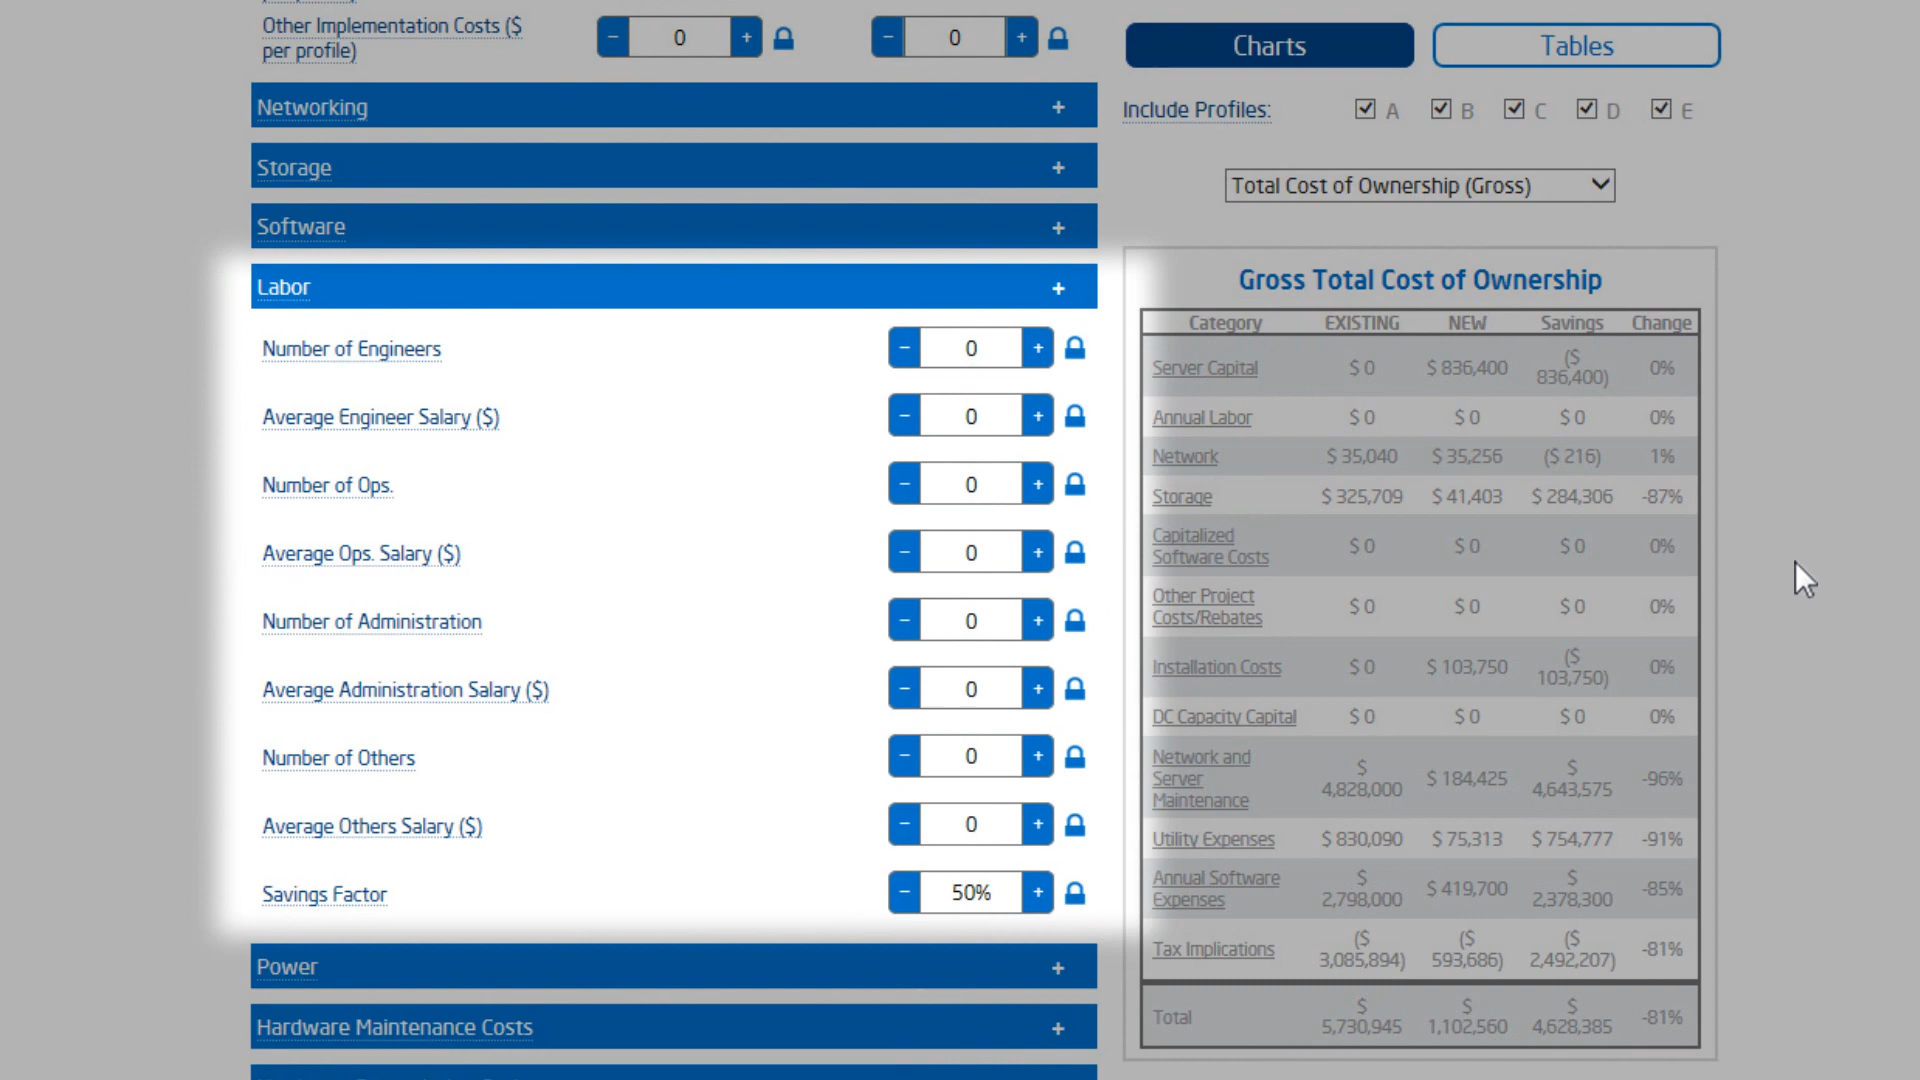 Other Implementation Costs ($
per profile)
− 0 +
− 0 +
Networking +
Storage +
Software +
Labor +
Number of Engineers − 0 +
Average Engineer Salary ($) − 0 +
Number of Ops. − 0 +
Average Ops. Salary ($) − 0 +
Number of Administration − 0 +
Average Administration Salary ($) − 0 +
Number of Others − 0 +
Average Others Salary ($) − 0 +
Savings Factor − 50% +
Power +
Hardware Maintenance Costs +
Charts Tables
Include Profiles: A B C D E
Total Cost of Ownership (Gross)
Gross Total Cost of Ownership
Category EXISTING NEW Savings Change
Server Capital $ 0 $ 836,400 ($ 836,400) 0%
Annual Labor $ 0 $ 0 $ 0 0%
Network $ 35,040 $ 35,256 ($ 216) 1%
Storage $ 325,709 $ 41,403 $ 284,306 -87%
Capitalized Software Costs $ 0 $ 0 $ 0 0%
Other Project Costs/Rebates $ 0 $ 0 $ 0 0%
Installation Costs $ 0 $ 103,750 ($ 103,750) 0%
DC Capacity Capital $ 0 $ 0 $ 0 0%
Network and Server Maintenance $ 4,828,000 $ 184,425 $ 4,643,575 -96%
Utility Expenses $ 830,090 $ 75,313 $ 754,777 -91%
Annual Software Expenses $ 2,798,000 $ 419,700 $ 2,378,300 -85%
Tax Implications ($ 3,085,894) ($ 593,686) ($ 2,492,207) -81%
Total $ 5,730,945 $ 1,102,560 $ 4,628,385 -81%